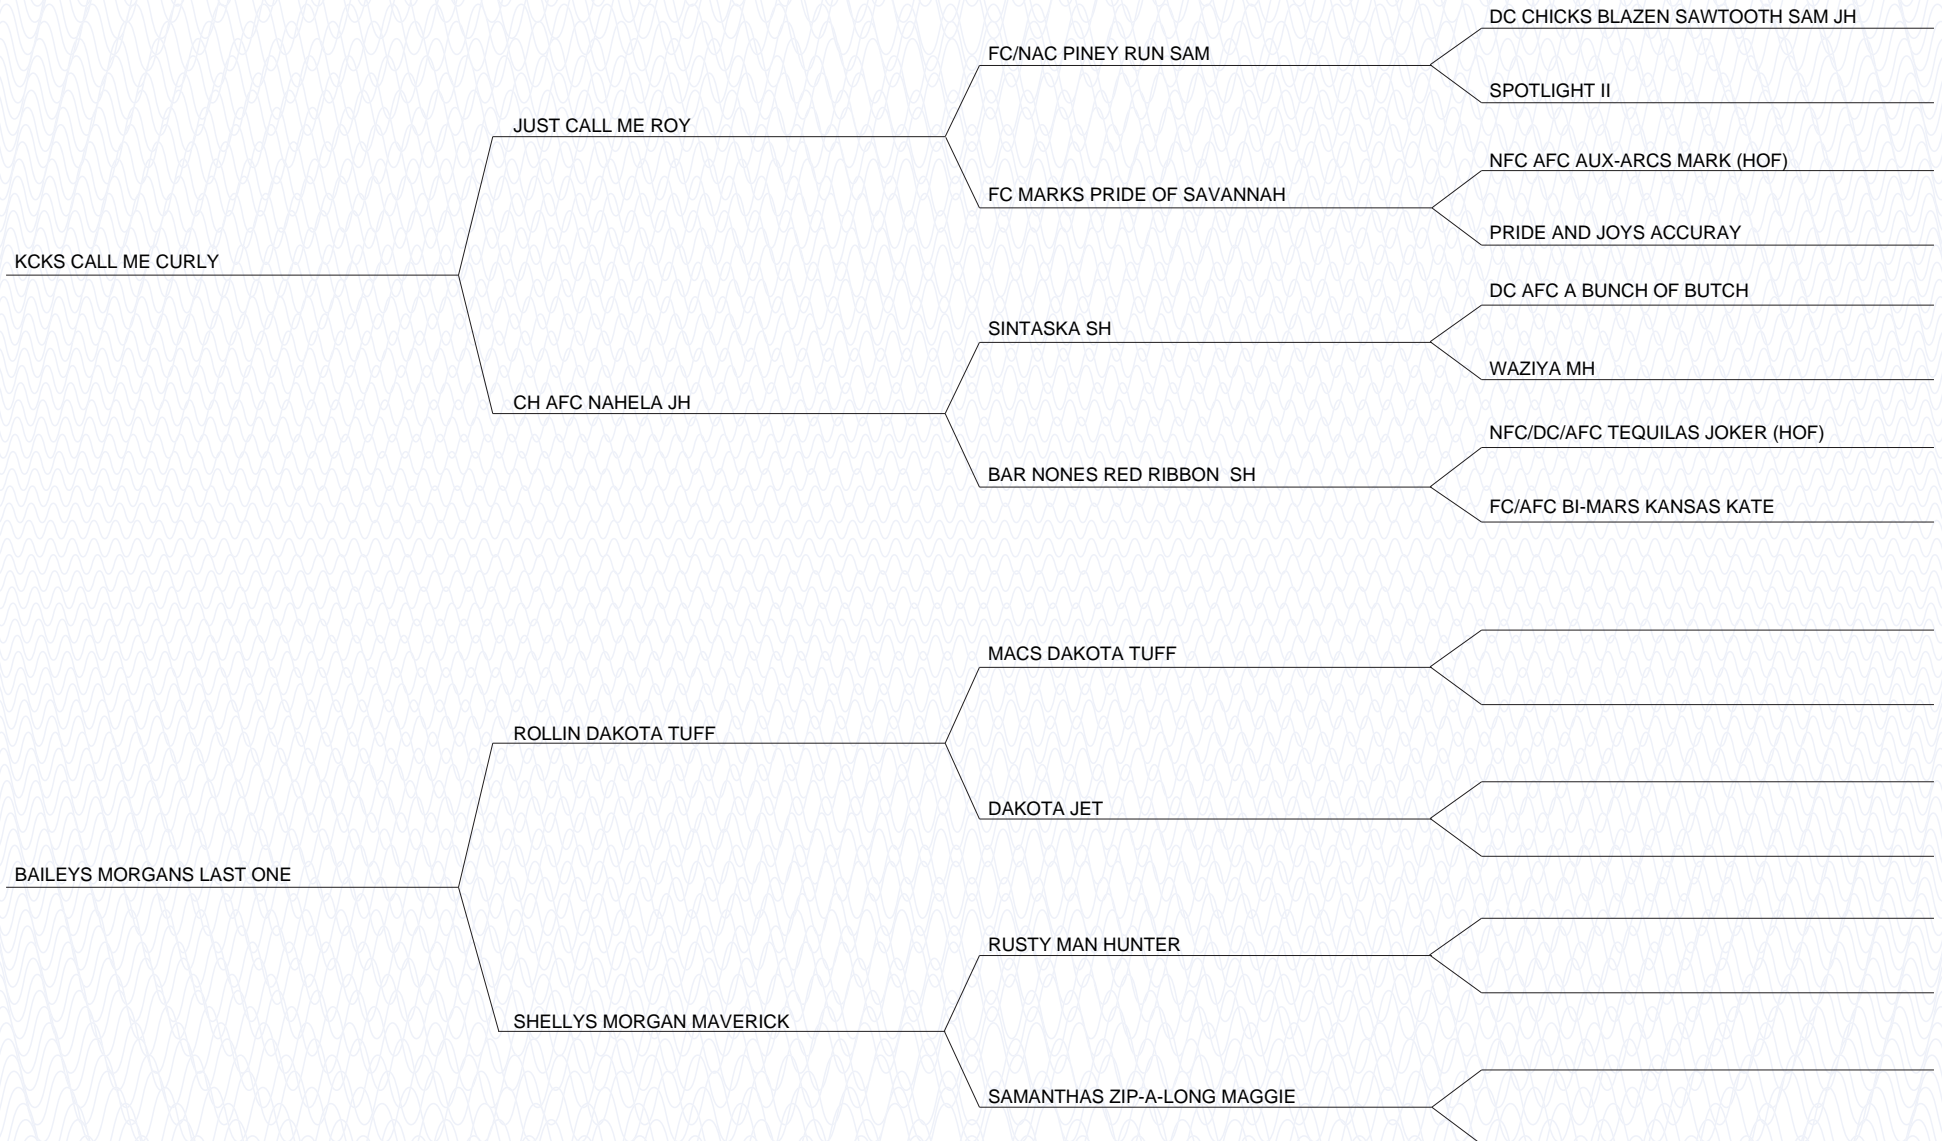 DC CHICKS BLAZEN SAWTOOTH SAM JH
FC/NAC PINEY RUN SAM
SPOTLIGHT II
JUST CALL ME ROY
NFC AFC AUX-ARCS MARK (HOF)
FC MARKS PRIDE OF SAVANNAH
PRIDE AND JOYS ACCURAY
KCKS CALL ME CURLY
DC AFC A BUNCH OF BUTCH
SINTASKA SH
WAZIYA MH
CH AFC NAHELA JH
NFC/DC/AFC TEQUILAS JOKER (HOF)
BAR NONES RED RIBBON  SH
FC/AFC BI-MARS KANSAS KATE
MACS DAKOTA TUFF
ROLLIN DAKOTA TUFF
DAKOTA JET
BAILEYS MORGANS LAST ONE
RUSTY MAN HUNTER
SHELLYS MORGAN MAVERICK
SAMANTHAS ZIP-A-LONG MAGGIE